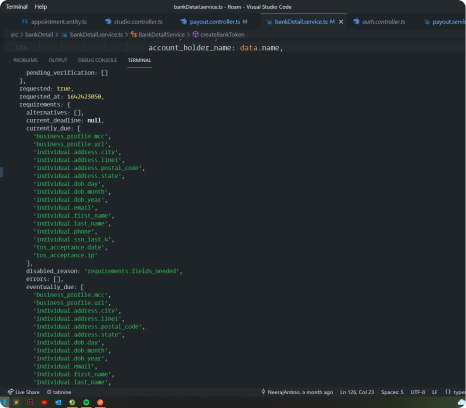 Terminal Help
bankDetail.service.ts - Roam - Visual Studio Code
appointment.entity.ts studio.controller.ts payout.controller.ts M bankDetail.service.ts M auth.controller.ts payout.servi
src > bankDetail > bankDetail.service.ts > BankDetailService > createBankToken
account_holder_name: data.name,
PROBLEMS OUTPUT DEBUG CONSOLE TERMINAL
pending_verification: []
},
requested: true,
requested_at: 1642423050,
requirements: {
alternatives: [],
current_deadline: null,
currently_due: [
'business_profile.mcc',
'business_profile.url',
'individual.address.city',
'individual.address.line1',
'individual.address.postal_code',
'individual.address.state',
'individual.dob.day',
'individual.dob.month',
'individual.dob.year',
'individual.email',
'individual.first_name',
'individual.last_name',
'individual.phone',
'individual.ssn_last_4',
'tos_acceptance.date',
'tos_acceptance.ip'
],
disabled_reason: 'requirements.fields_needed',
errors: [],
eventually_due: [
'business_profile.mcc',
'business_profile.url',
'individual.address.city',
'individual.address.line1',
'individual.address.postal_code',
'individual.address.state',
'individual.dob.day',
'individual.dob.month',
'individual.dob.year',
'individual.email',
'individual.first_name',
'individual.last_name',
Live Share tabnine NeerajAntino, a month ago Ln 126, Col 23 Spaces: 5 UTF-8 LF {} typesc